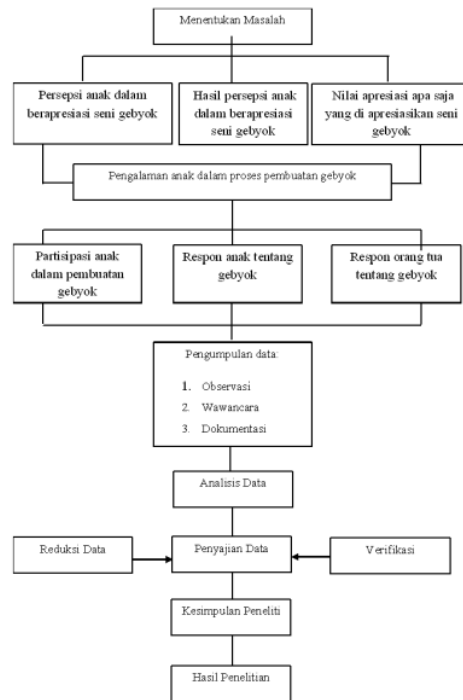 Menentukan Masalah
Persepsi anak dalam
berapresiasi seni gebyok
Hasil persepsi anak
dalam berapresiasi
seni gebyok
Nilai apresiasi apa saja
yang di apresiasikan seni
gebyok
Pengalaman anak dalam proses pembuatan gebyok
Partisipasi anak
dalam pembuatan
gebyok
Respon anak tentang
gebyok
Respon orang tua
tentang gebyok
Pengumpulan data:
1. Observasi
2. Wawancara
3. Dokumentasi
Analisis Data
Reduksi Data
Penyajian Data
Verifikasi
Kesimpulan Peneliti
Hasil Penelitian